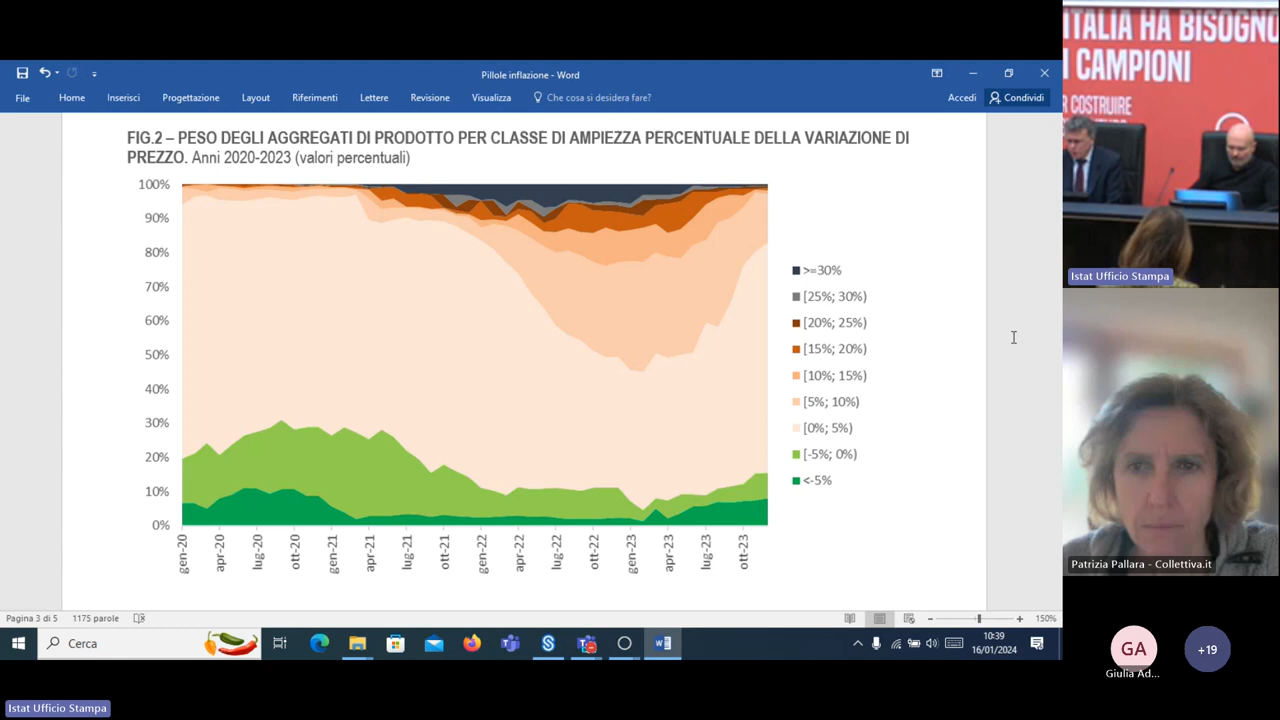 Pillole inflazione - Word
File Home Inserisci Progettazione Layout Riferimenti Lettere Revisione Visualizza Che cosa si desidera fare? Accedi Condividi
FIG.2 – PESO DEGLI AGGREGATI DI PRODOTTO PER CLASSE DI AMPIEZZA PERCENTUALE DELLA VARIAZIONE DI
PREZZO. Anni 2020-2023 (valori percentuali)
100%
90%
80%
70%
60%
50%
40%
30%
20%
10%
0%
gen-20
apr-20
lug-20
ott-20
gen-21
apr-21
lug-21
ott-21
gen-22
apr-22
lug-22
ott-22
gen-23
apr-23
lug-23
ott-23
>=30%
[25%; 30%)
[20%; 25%)
[15%; 20%)
[10%; 15%)
[5%; 10%)
[0%; 5%)
[-5%; 0%)
<-5%
Pagina 3 di 5 1175 parole 150%
Cerca
10:39
16/01/2024
Istat Ufficio Stampa
ITALIA HA BISOGNO
I CAMPIONI
R COSTRUIRE
Istat Ufficio Stampa
Patrizia Pallara - Collettiva.it
GA
Giulia Ad...
+19